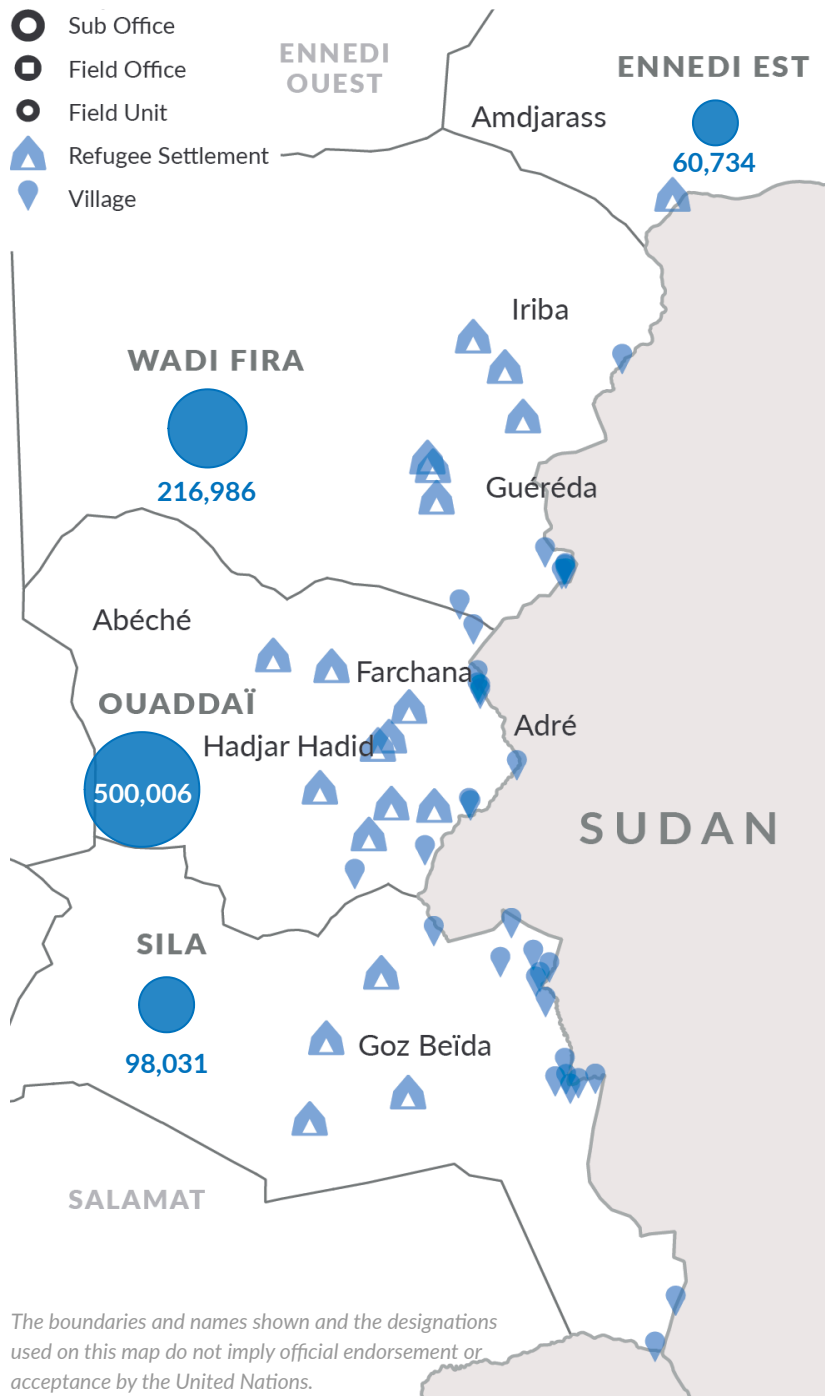 Sub Office
Field Office
Field Unit
Refugee Settlement
Village
ENNEDI
OUEST
ENNEDI EST
Amdjarass
60,734
Iriba
WADI FIRA
216,986
Guéréda
Abéché
Farchana
OUADDAÏ
Adré
Hadjar Hadid
500,006
SUDAN
SILA
Goz Beïda
98,031
SALAMAT
The boundaries and names shown and the designations
used on this map do not imply official endorsement or
acceptance by the United Nations.